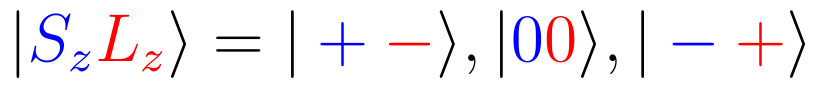 |S_z L_z⟩ = | + −⟩, |00⟩, | − +⟩